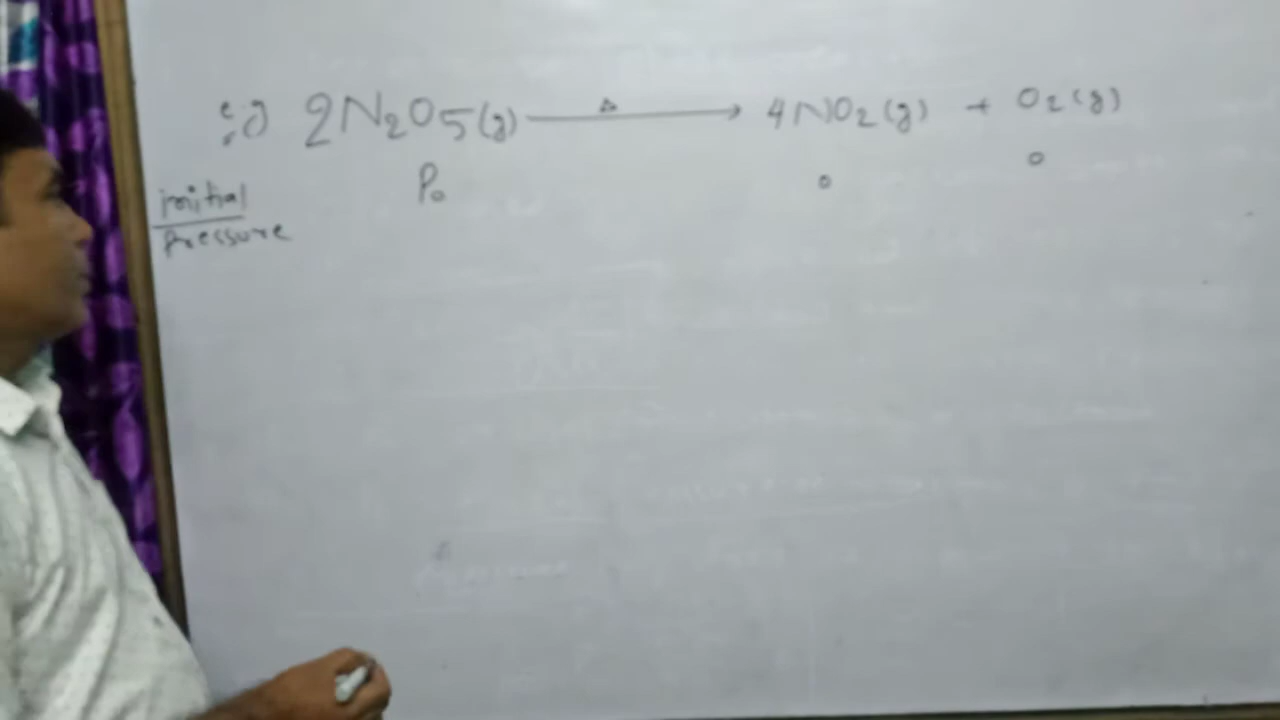 2N₂O₅(g) —Δ→ 4NO₂(g) + O₂(g)
initial P₀ 0 0
pressure